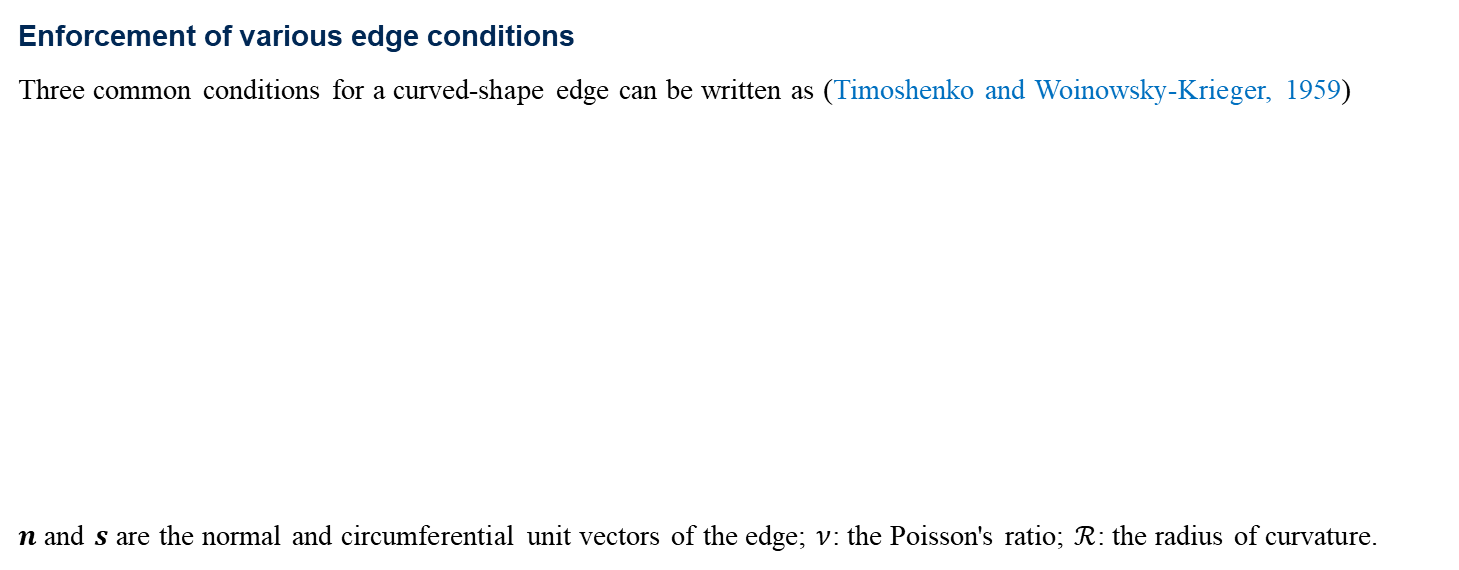 Enforcement of various edge conditions
Three common conditions for a curved-shape edge can be written as (Timoshenko and Woinowsky-Krieger, 1959)
𝒏 and 𝒔 are the normal and circumferential unit vectors of the edge; ν: the Poisson's ratio; ℛ: the radius of curvature.